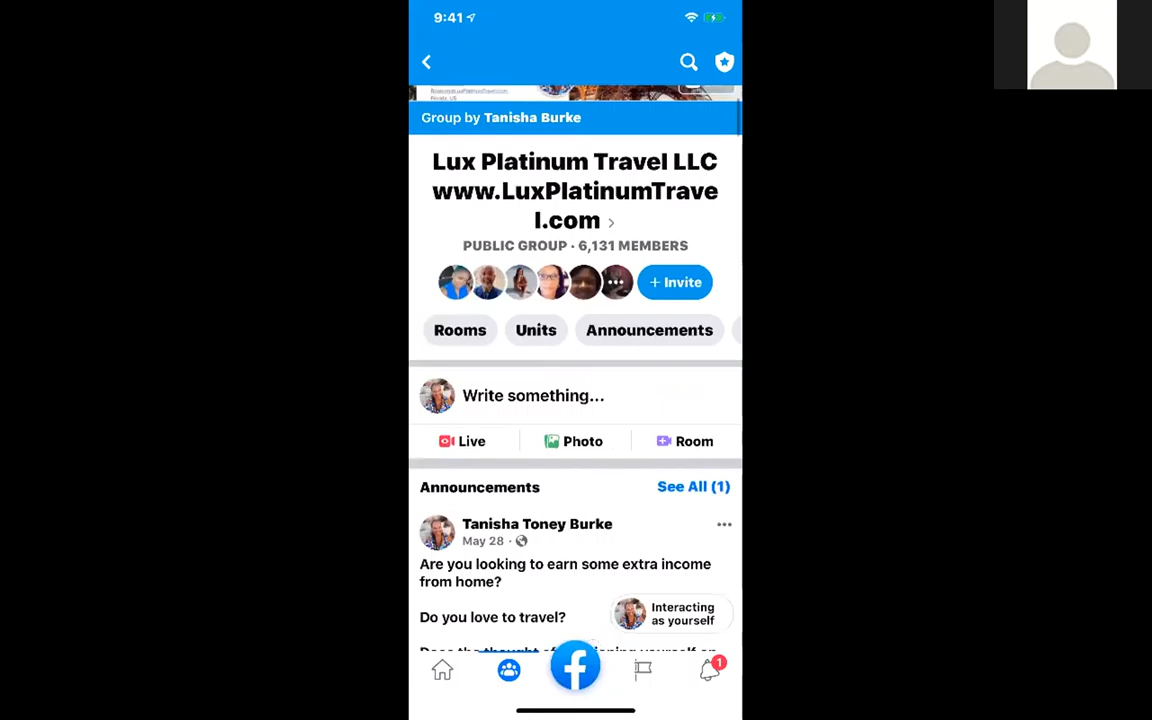 9:41
Group by Tanisha Burke
Lux Platinum Travel LLC
www.LuxPlatinumTrave
l.com
PUBLIC GROUP · 6,131 MEMBERS
+ Invite
Rooms Units Announcements
Write something...
Live Photo Room
Announcements See All (1)
Tanisha Toney Burke
May 28 ·
Are you looking to earn some extra income
from home?
Do you love to travel?
Interacting
as yourself
1